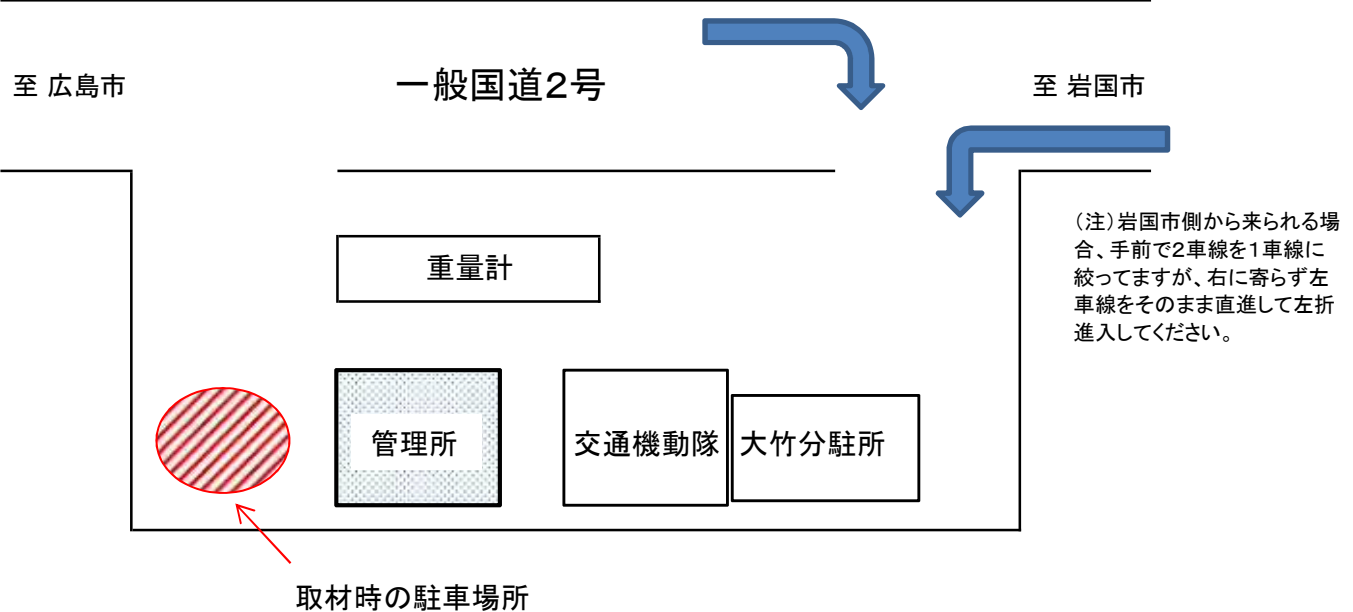 至 広島市
一般国道2号
至 岩国市
(注)岩国市側から来られる場
合、手前で2車線を1車線に
絞ってますが、右に寄らず左
車線をそのまま直進して左折
進入してください。
重量計
管理所
交通機動隊
大竹分駐所
取材時の駐車場所